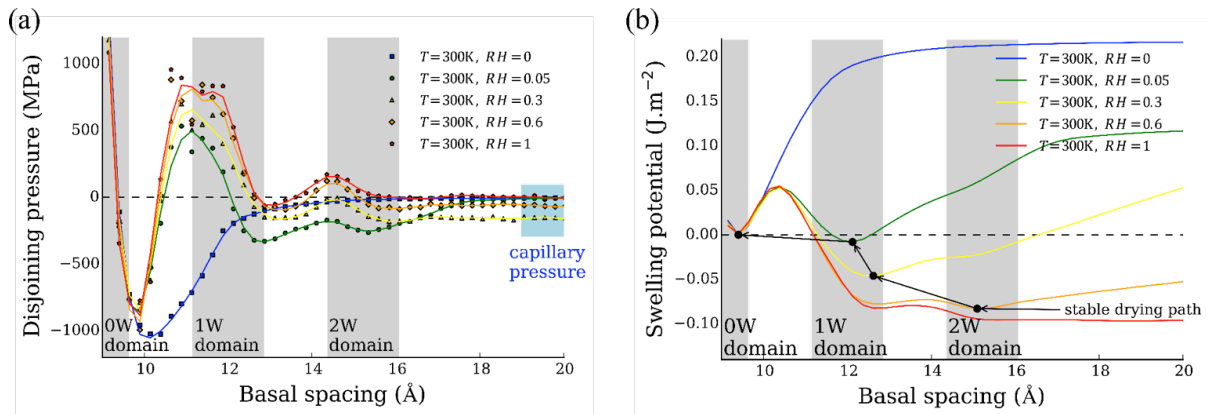 (a)
Disjoining pressure (MPa)
1000
500
0
−500
−1000
T=300K, RH=0
T=300K, RH=0.05
T=300K, RH=0.3
T=300K, RH=0.6
T=300K, RH=1
capillary
pressure
0W
domain
1W
domain
2W
domain
10
12
14
16
18
20
Basal spacing (Å)
(b)
Swelling potential (J.m−2)
0.20
0.15
0.10
0.05
0.00
−0.05
−0.10
T=300K, RH=0
T=300K, RH=0.05
T=300K, RH=0.3
T=300K, RH=0.6
T=300K, RH=1
stable drying path
0W
domain
1W
domain
2W
domain
10
12
14
16
18
20
Basal spacing (Å)